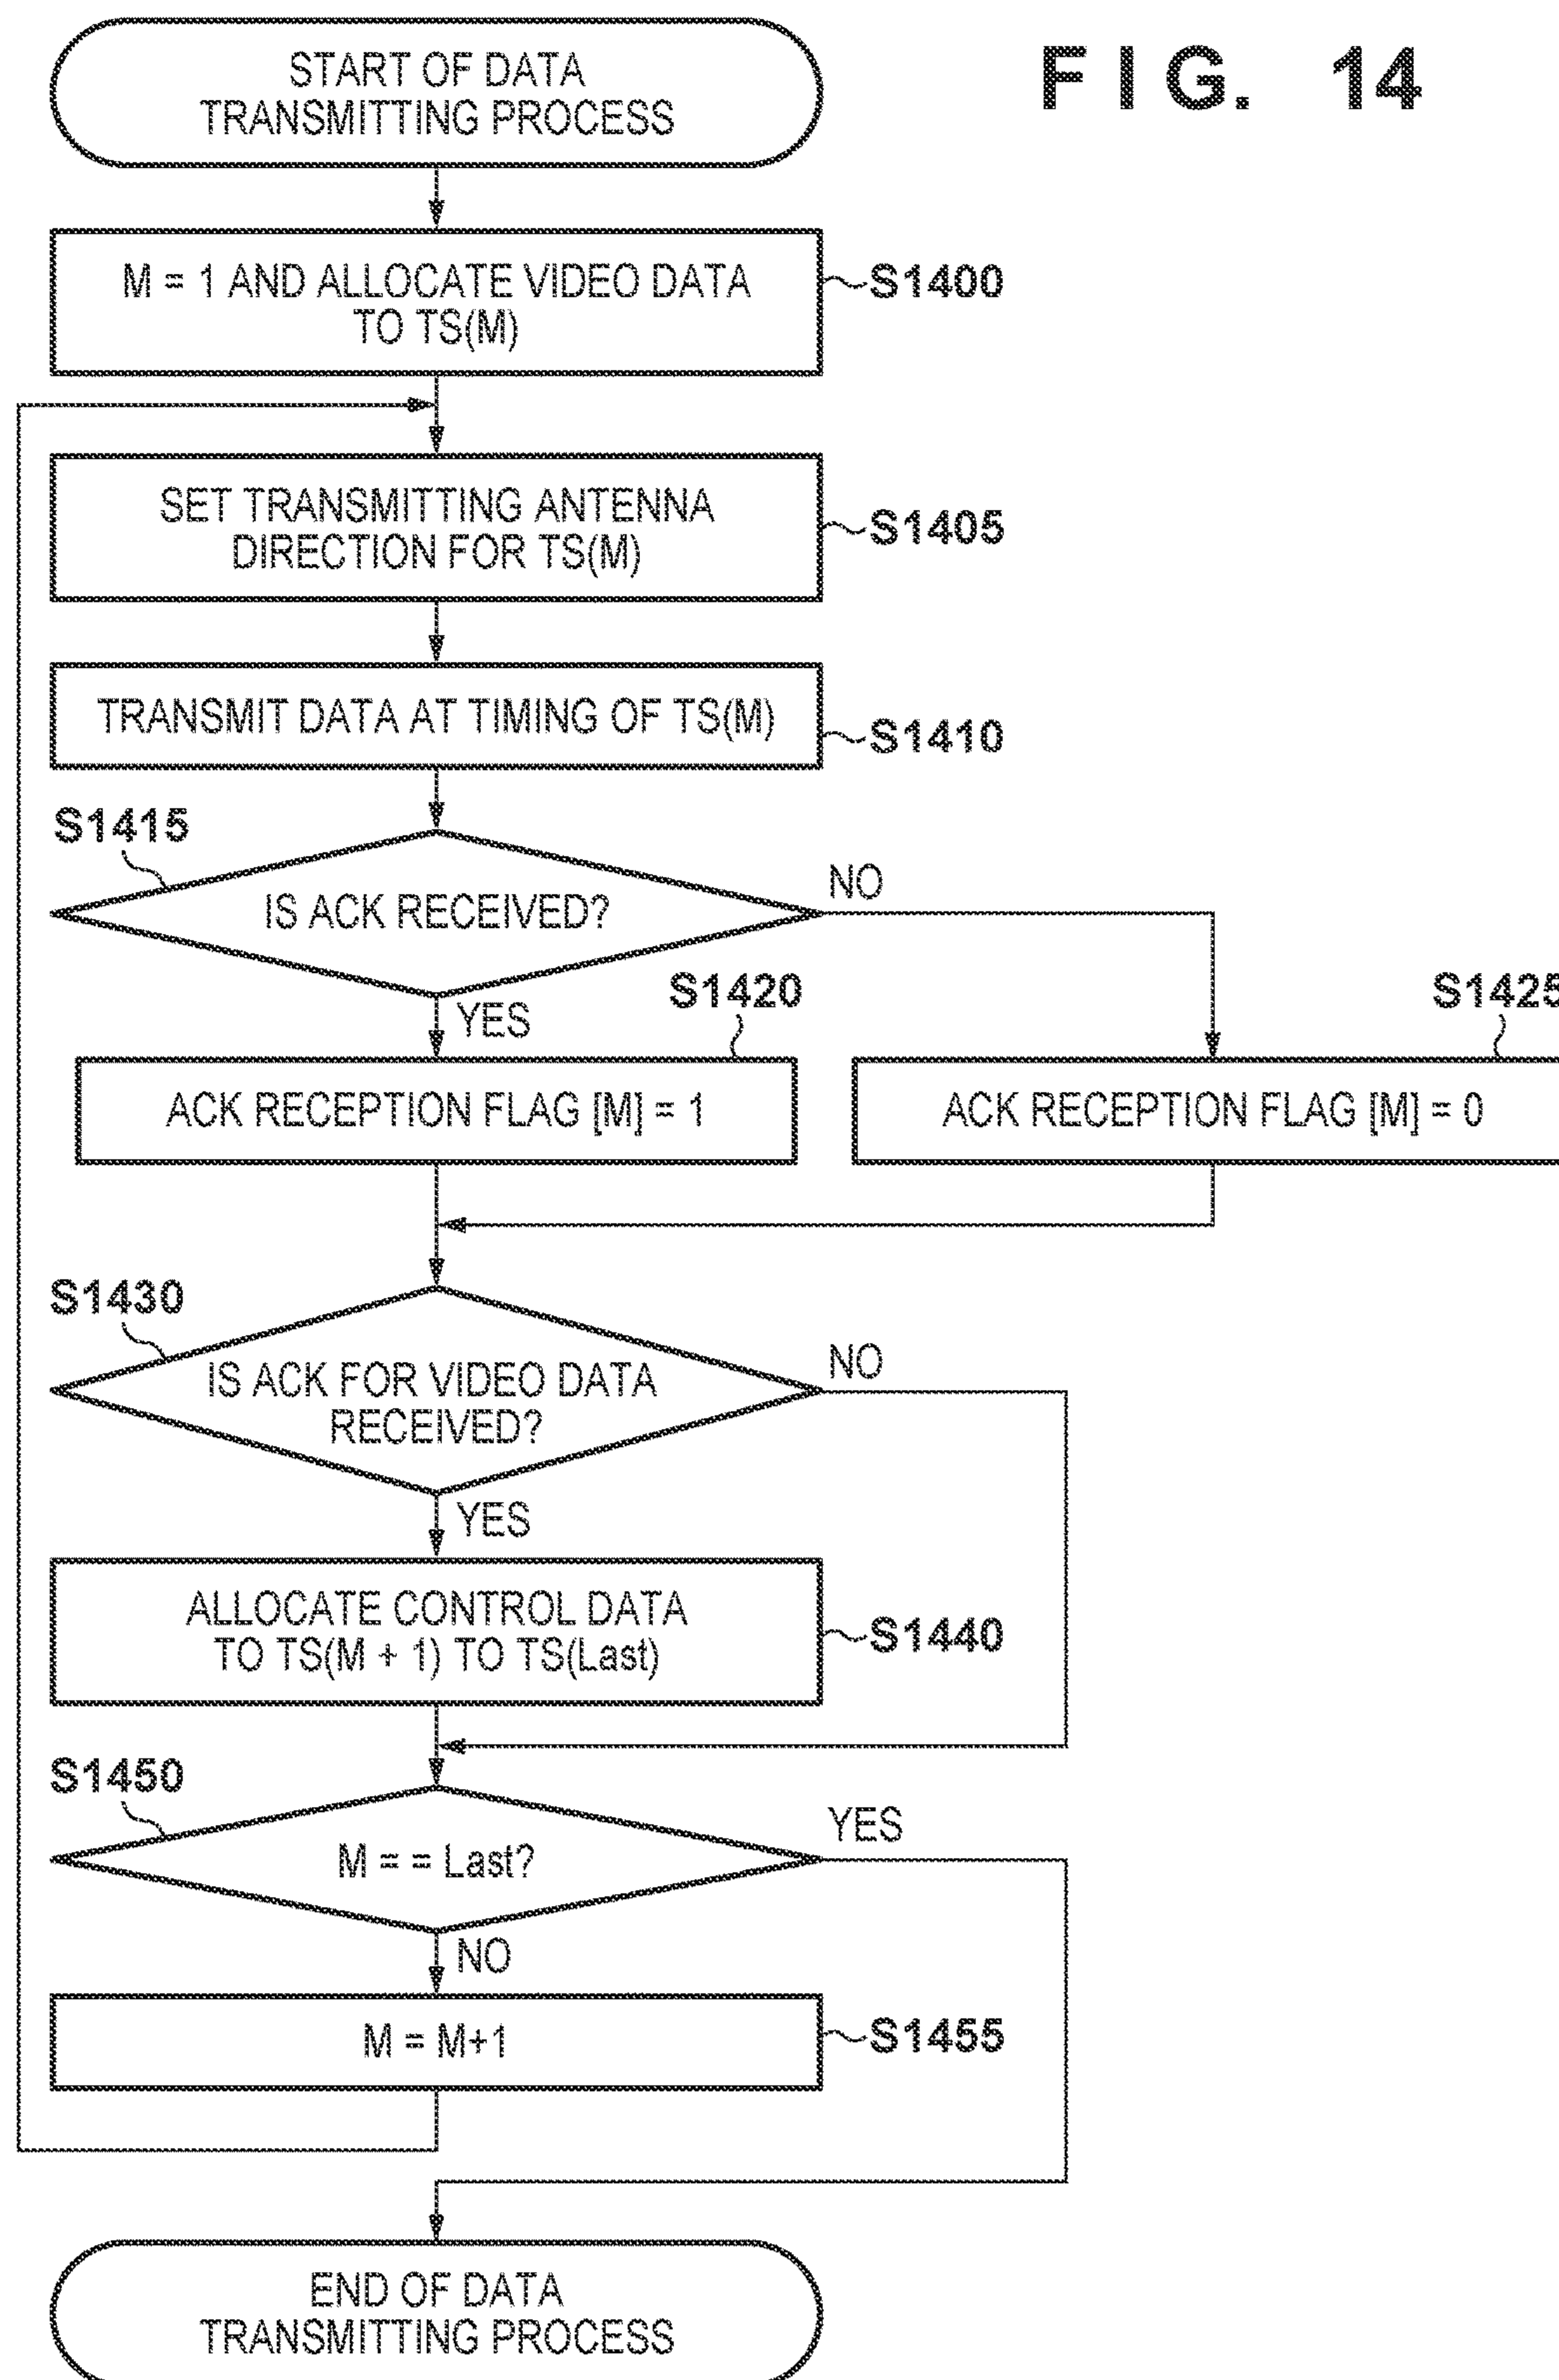 START OF DATA
TRANSMITTING PROCESS
FIG. 14
M = 1 AND ALLOCATE VIDEO DATA
TO TS(M)
S1400
SET TRANSMITTING ANTENNA
DIRECTION FOR TS(M)
S1405
TRANSMIT DATA AT TIMING OF TS(M)
S1410
S1415
IS ACK RECEIVED?
NO
YES
S1420
S1425
ACK RECEPTION FLAG [M] = 1
ACK RECEPTION FLAG [M] = 0
S1430
IS ACK FOR VIDEO DATA
RECEIVED?
NO
YES
ALLOCATE CONTROL DATA
TO TS(M + 1) TO TS(Last)
S1440
S1450
M = = Last?
YES
NO
M = M+1
S1455
END OF DATA
TRANSMITTING PROCESS